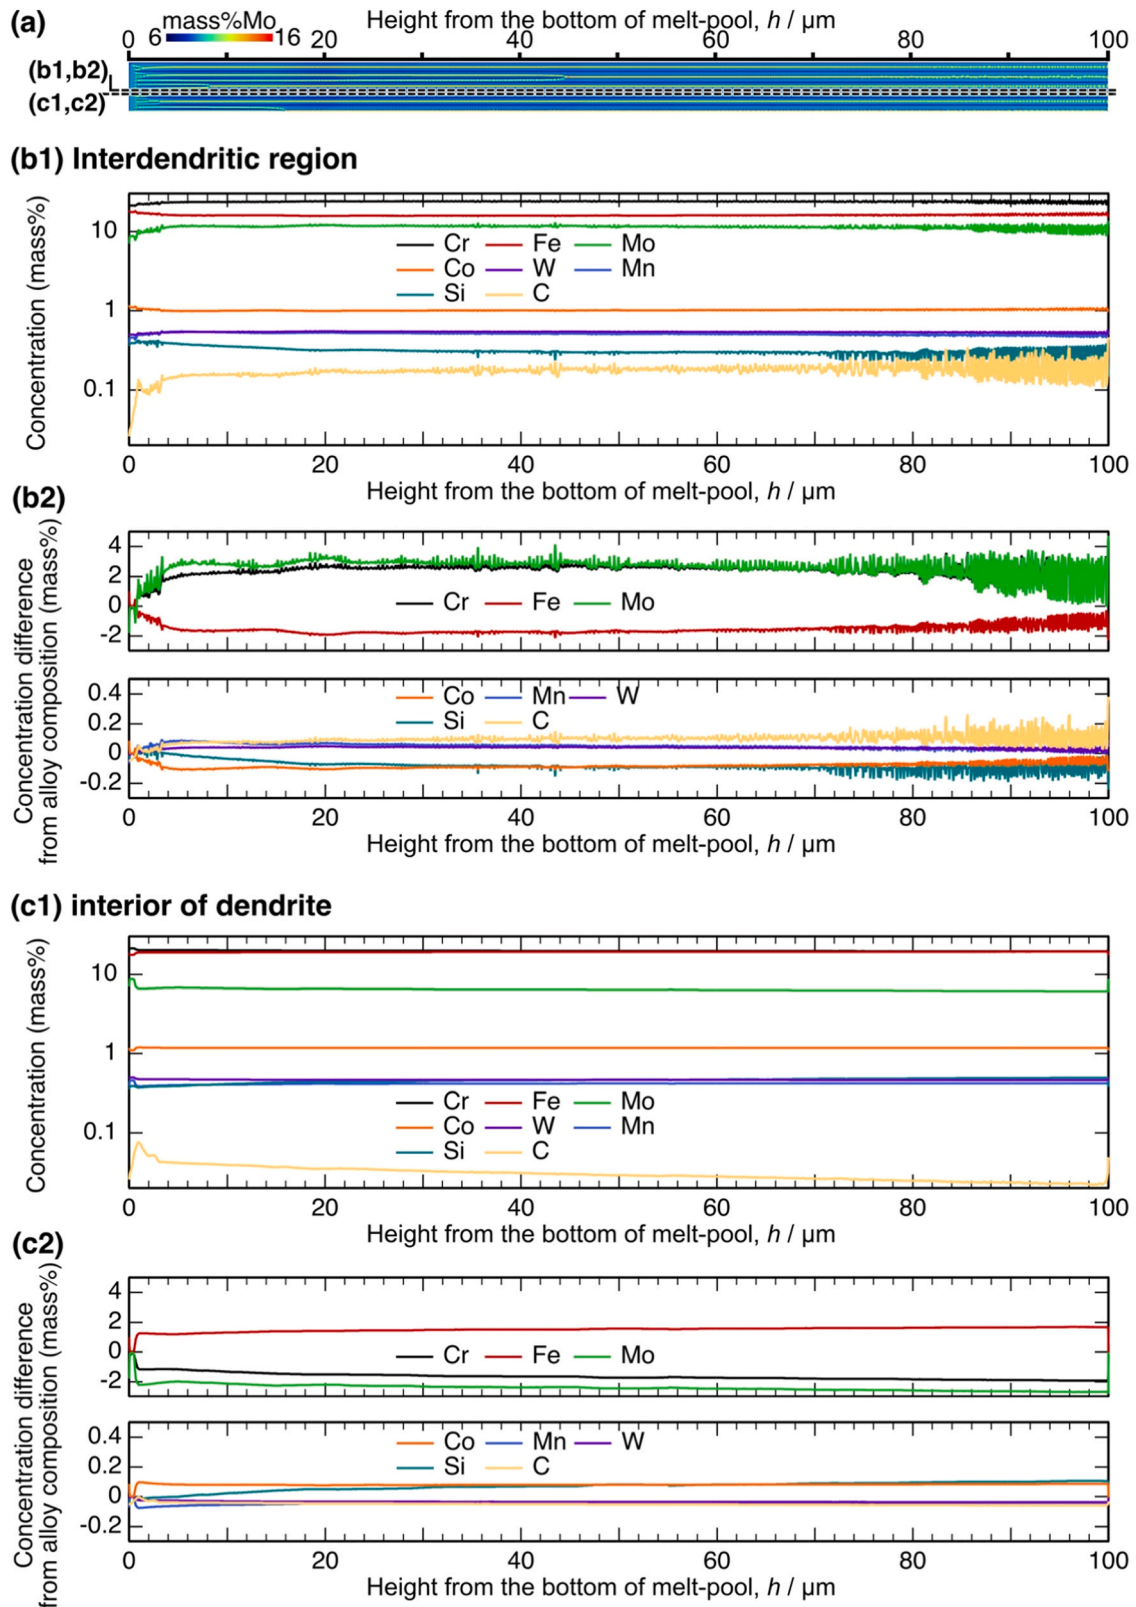 (a)
mass%Mo
6
16
Height from the bottom of melt-pool, h / μm
0 20 40 60 80 100
(b1,b2)
(c1,c2)
(b1) Interdendritic region
Concentration (mass%)
10
1
0.1
Cr Fe Mo
Co W Mn
Si C
0 20 40 60 80 100
Height from the bottom of melt-pool, h / μm
(b2)
Concentration difference
from alloy composition (mass%)
4
2
0
-2
Cr Fe Mo
0.4
0.2
0
-0.2
Co Mn W
Si C
0 20 40 60 80 100
Height from the bottom of melt-pool, h / μm
(c1) interior of dendrite
Concentration (mass%)
10
1
0.1
Cr Fe Mo
Co W Mn
Si C
0 20 40 60 80 100
Height from the bottom of melt-pool, h / μm
(c2)
Concentration difference
from alloy composition (mass%)
4
2
0
-2
Cr Fe Mo
0.4
0.2
0
-0.2
Co Mn W
Si C
0 20 40 60 80 100
Height from the bottom of melt-pool, h / μm